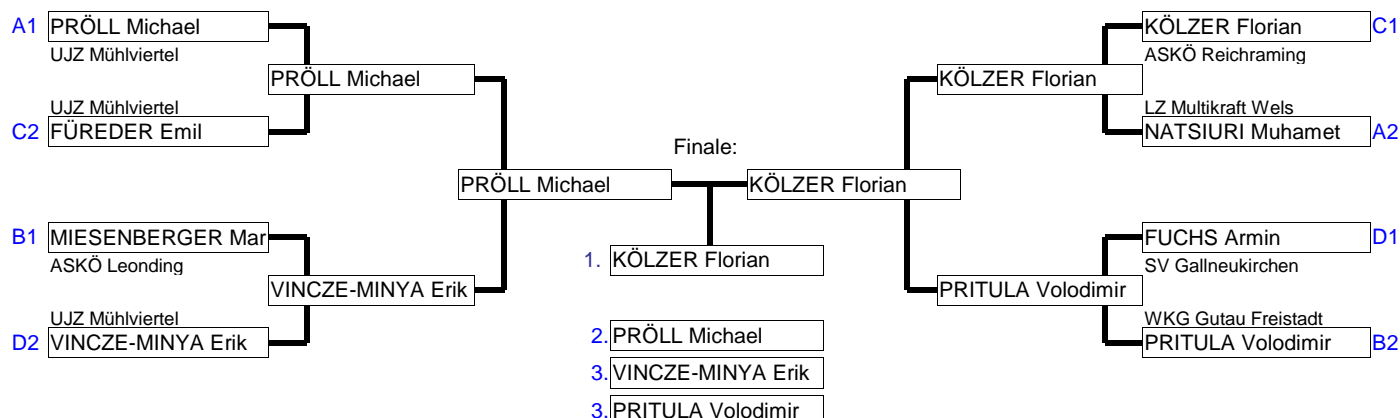 A1 PRÖLL Michael
UJZ Mühlviertel
PRÖLL Michael
UJZ Mühlviertel
C2 FÜREDER Emil
PRÖLL Michael
B1 MIESENBERGER Mar
ASKÖ Leonding
VINCZE-MINYA Erik
UJZ Mühlviertel
D2 VINCZE-MINYA Erik
Finale:
1. KÖLZER Florian
2. PRÖLL Michael
3. VINCZE-MINYA Erik
3. PRITULA Volodimir
KÖLZER Florian C1
ASKÖ Reichraming
KÖLZER Florian
LZ Multikraft Wels
NATSIURI Muhamet A2
KÖLZER Florian
FUCHS Armin D1
SV Gallneukirchen
PRITULA Volodimir
WKG Gutau Freistadt
PRITULA Volodimir B2